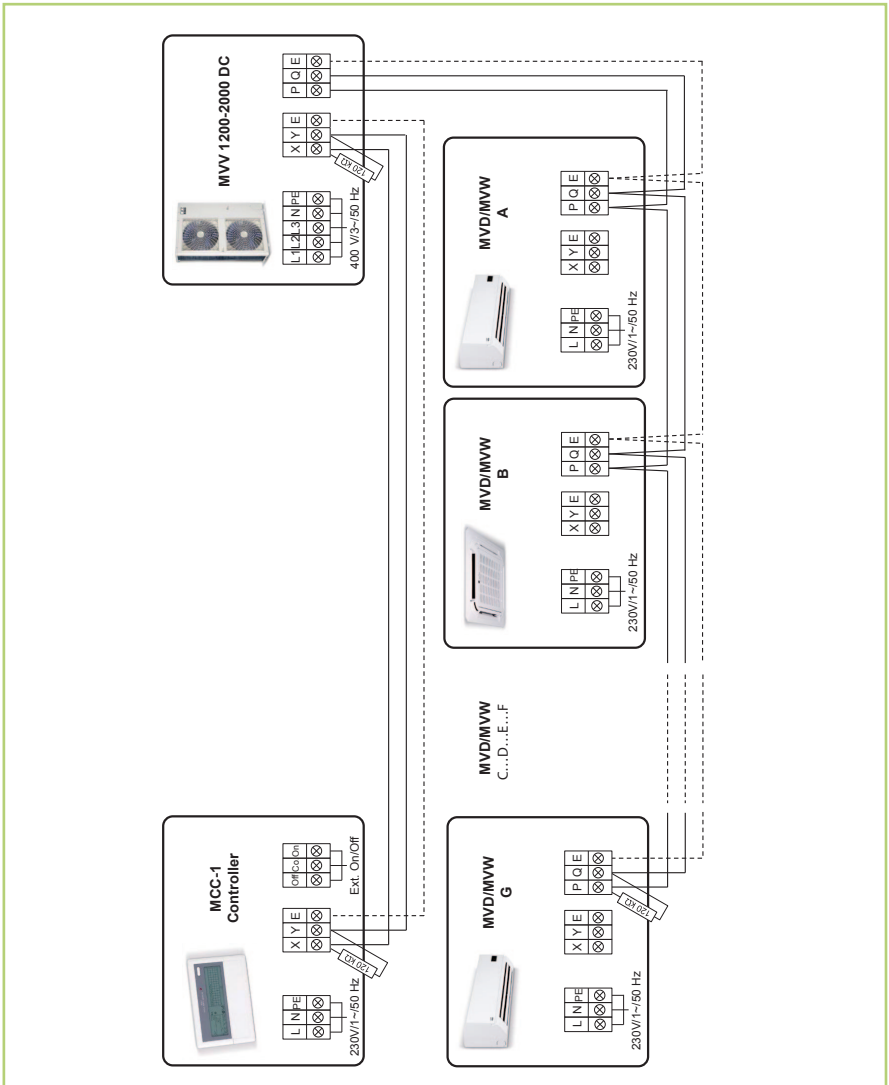 MVV 1200-2000 DC
L1 L2 L3 N PE
400 V/3~/50 Hz
X Y E
120 kΩ
P Q E
MVD/MVW
A
L N PE
230V/1~/50 Hz
X Y E
P Q E
MVD/MVW
B
L N PE
230V/1~/50 Hz
X Y E
P Q E
MVD/MVW
C...D...E...F
MCC-1
Controller
L N PE
230V/1~/50 Hz
X Y E
120 kΩ
Off Co On
Ext. On/Off
MVD/MVW
G
L N PE
230V/1~/50 Hz
X Y E
P Q E
120 kΩ